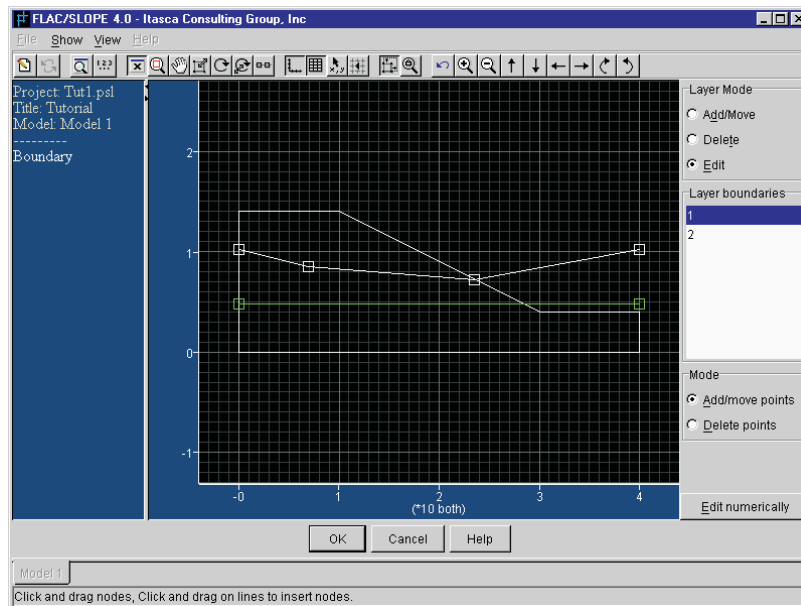 FLAC/SLOPE 4.0 - Itasca Consulting Group, Inc
File Show View Help
123
x,y
Project: Tut1.psl
Title: Tutorial
Model: Model 1
---------
Boundary
2
1
0
-1
-0 1 2 3 4
(*10 both)
Layer Mode
Add/Move
Delete
Edit
Layer boundaries
1
2
Mode
Add/move points
Delete points
Edit numerically
OK Cancel Help
Model 1
Click and drag nodes, Click and drag on lines to insert nodes.